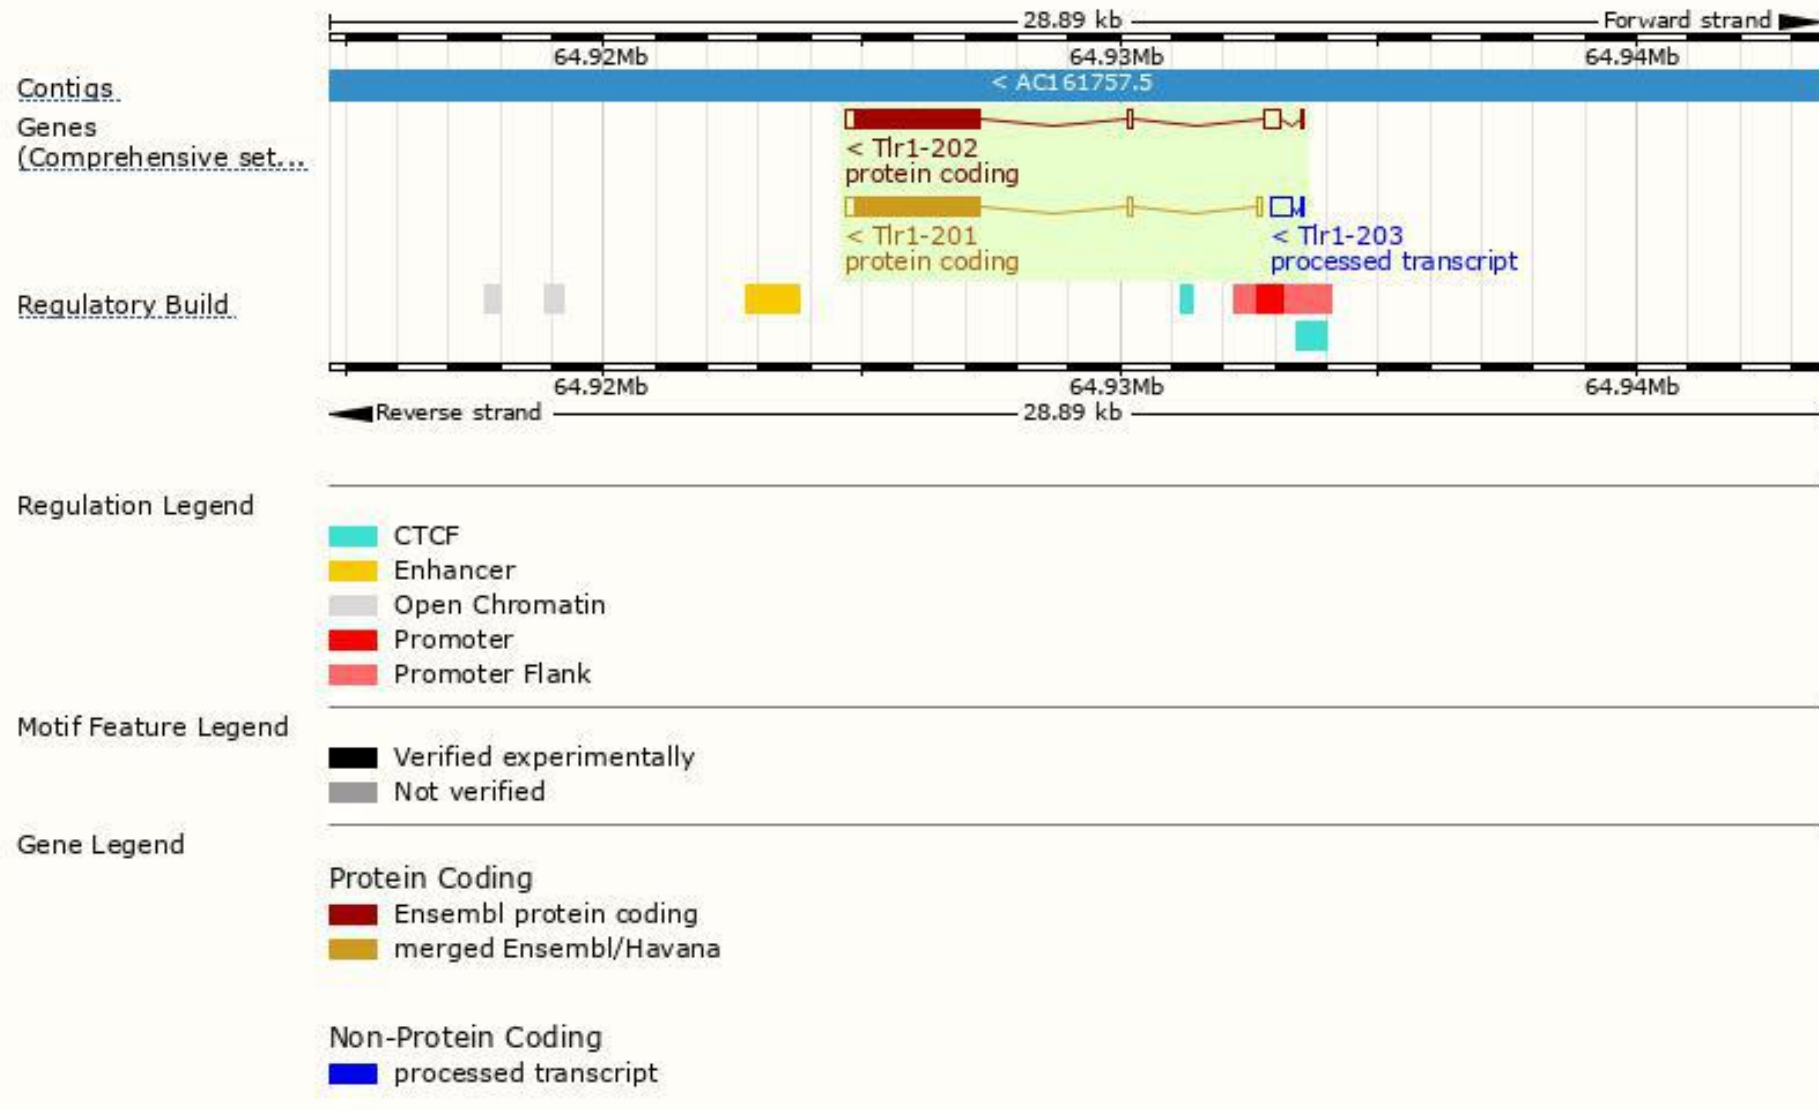 28.89 kb Forward strand
64.92Mb 64.93Mb 64.94Mb
Contigs < AC161757.5
Genes
(Comprehensive set...
< Tlr1-202
protein coding
< Tlr1-201 < Tlr1-203
protein coding processed transcript
Regulatory Build
64.92Mb 64.93Mb 64.94Mb
Reverse strand 28.89 kb
Regulation Legend
CTCF
Enhancer
Open Chromatin
Promoter
Promoter Flank
Motif Feature Legend
Verified experimentally
Not verified
Gene Legend
Protein Coding
Ensembl protein coding
merged Ensembl/Havana
Non-Protein Coding
processed transcript